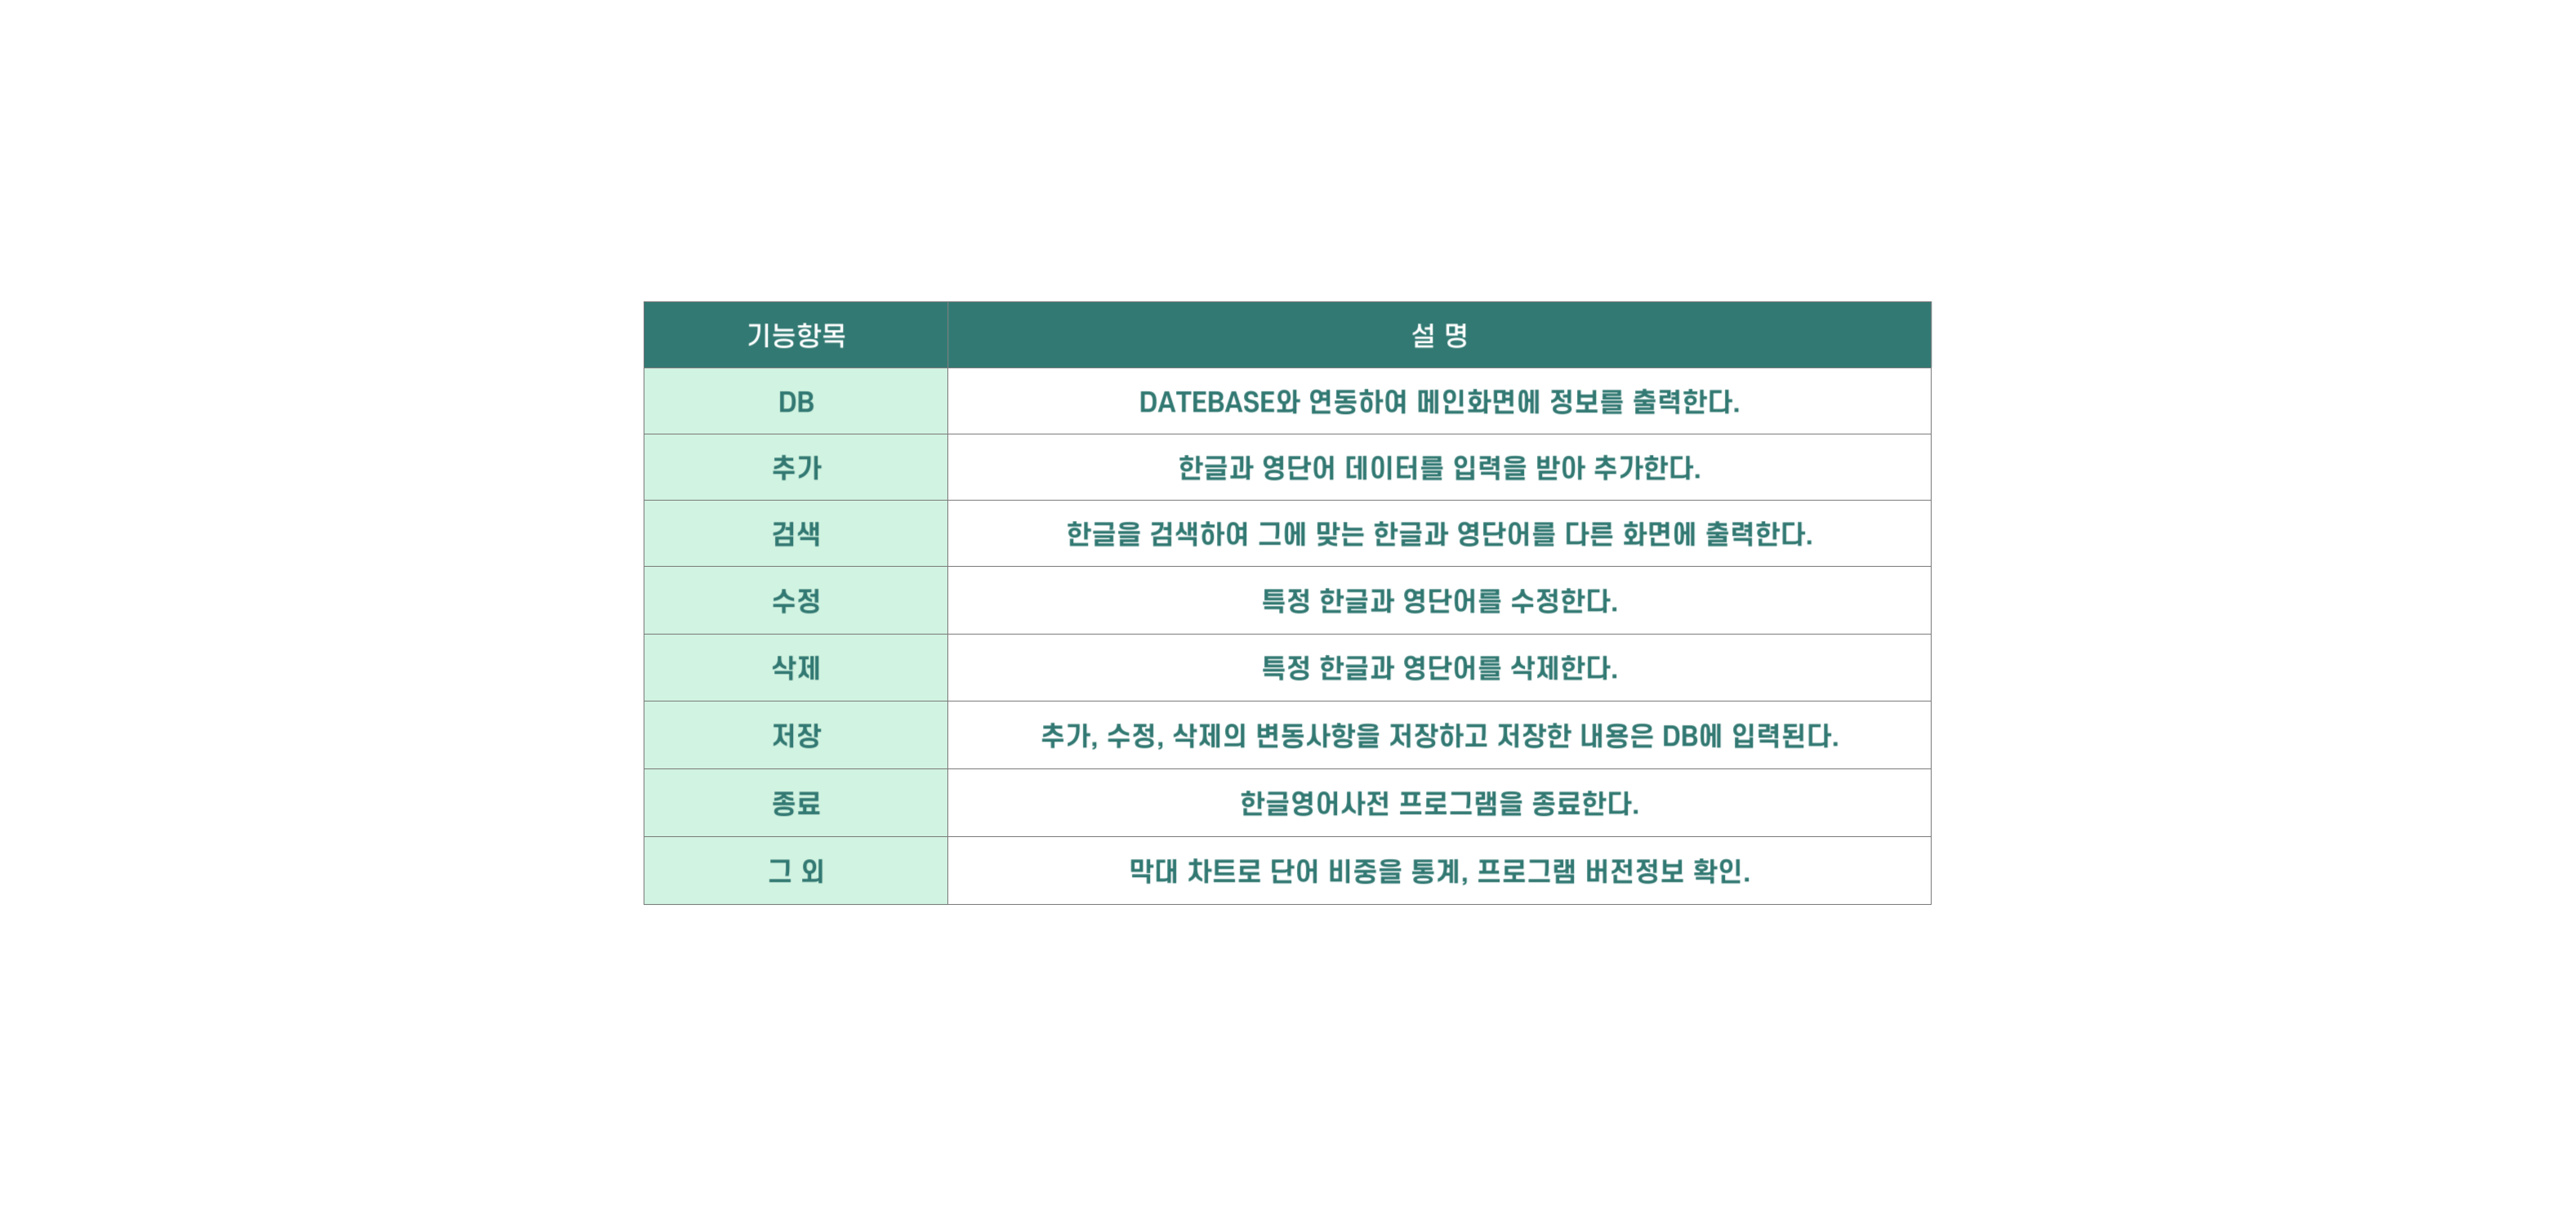 기능항목 설 명
DB DATEBASE와 연동하여 메인화면에 정보를 출력한다.
추가 한글과 영단어 데이터를 입력을 받아 추가한다.
검색 한글을 검색하여 그에 맞는 한글과 영단어를 다른 화면에 출력한다.
수정 특정 한글과 영단어를 수정한다.
삭제 특정 한글과 영단어를 삭제한다.
저장 추가, 수정, 삭제의 변동사항을 저장하고 저장한 내용은 DB에 입력된다.
종료 한글영어사전 프로그램을 종료한다.
그 외 막대 차트로 단어 비중을 통계, 프로그램 버전정보 확인.